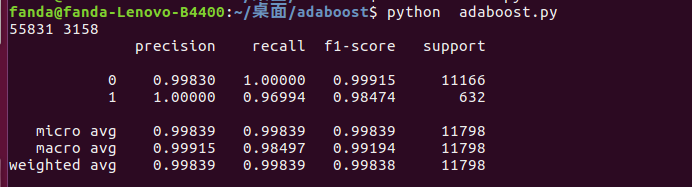 fanda@fanda-Lenovo-B4400:~/桌面/adaboost$ python  adaboost.py
55831 3158
              precision    recall  f1-score   support

           0    0.99830   1.00000   0.99915     11166
           1    1.00000   0.96994   0.98474       632

   micro avg    0.99839   0.99839   0.99839     11798
   macro avg    0.99915   0.98497   0.99194     11798
weighted avg    0.99839   0.99839   0.99838     11798